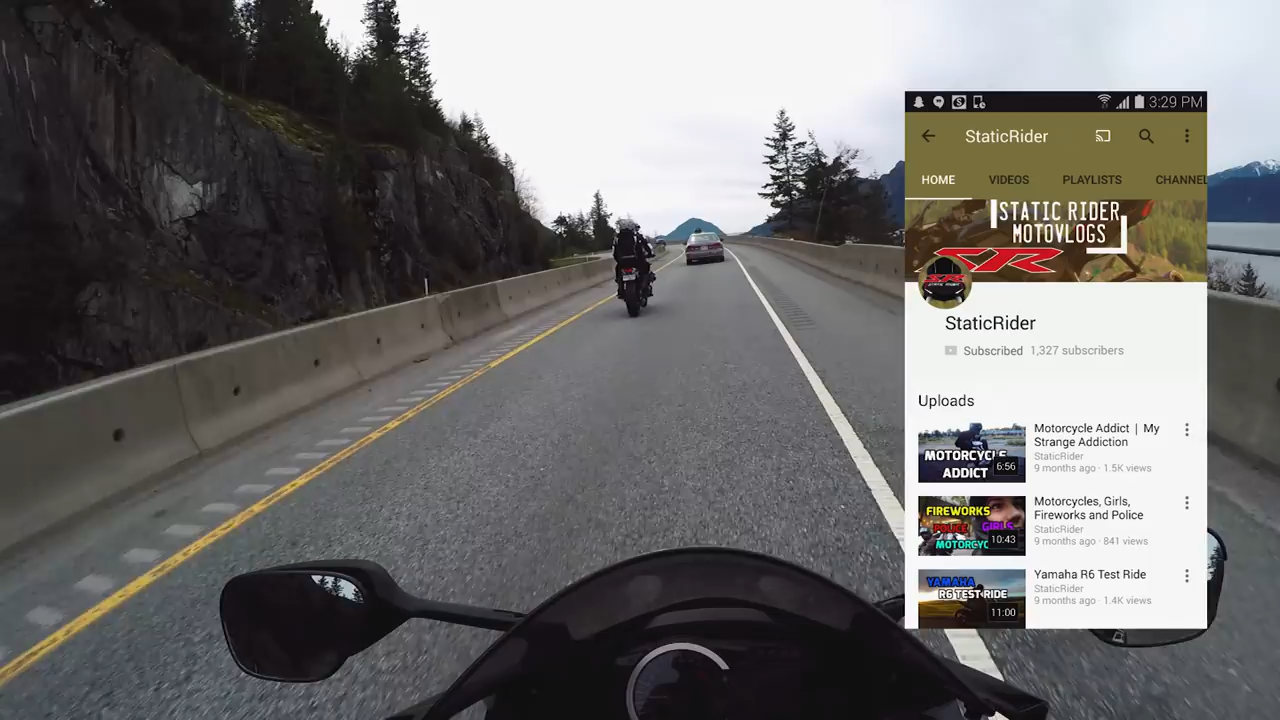 3:29 PM
StaticRider
HOME VIDEOS PLAYLISTS CHANNEL
STATIC RIDER
MOTOVLOGS
SR
StaticRider
Subscribed 1,327 subscribers
Uploads
Motorcycle Addict | My
Strange Addiction
StaticRider
9 months ago · 1.5K views
MOTORCYCLE
ADDICT
6:56
Motorcycles, Girls,
Fireworks and Police
StaticRider
9 months ago · 841 views
FIREWORKS
POLICE GIRLS
MOTORCYC
10:43
Yamaha R6 Test Ride
StaticRider
9 months ago · 1.4K views
YAMAHA
R6 TEST RIDE
11:00